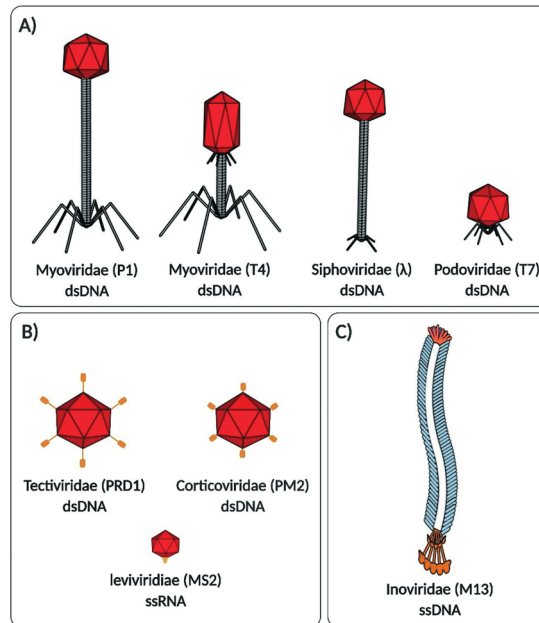 A)
Myoviridae (P1)
dsDNA
Myoviridae (T4)
dsDNA
Siphoviridae (λ)
dsDNA
Podoviridae (T7)
dsDNA
B)
Tectiviridae (PRD1)
dsDNA
Corticoviridae (PM2)
dsDNA
leviviridiae (MS2)
ssRNA
C)
Inoviridae (M13)
ssDNA